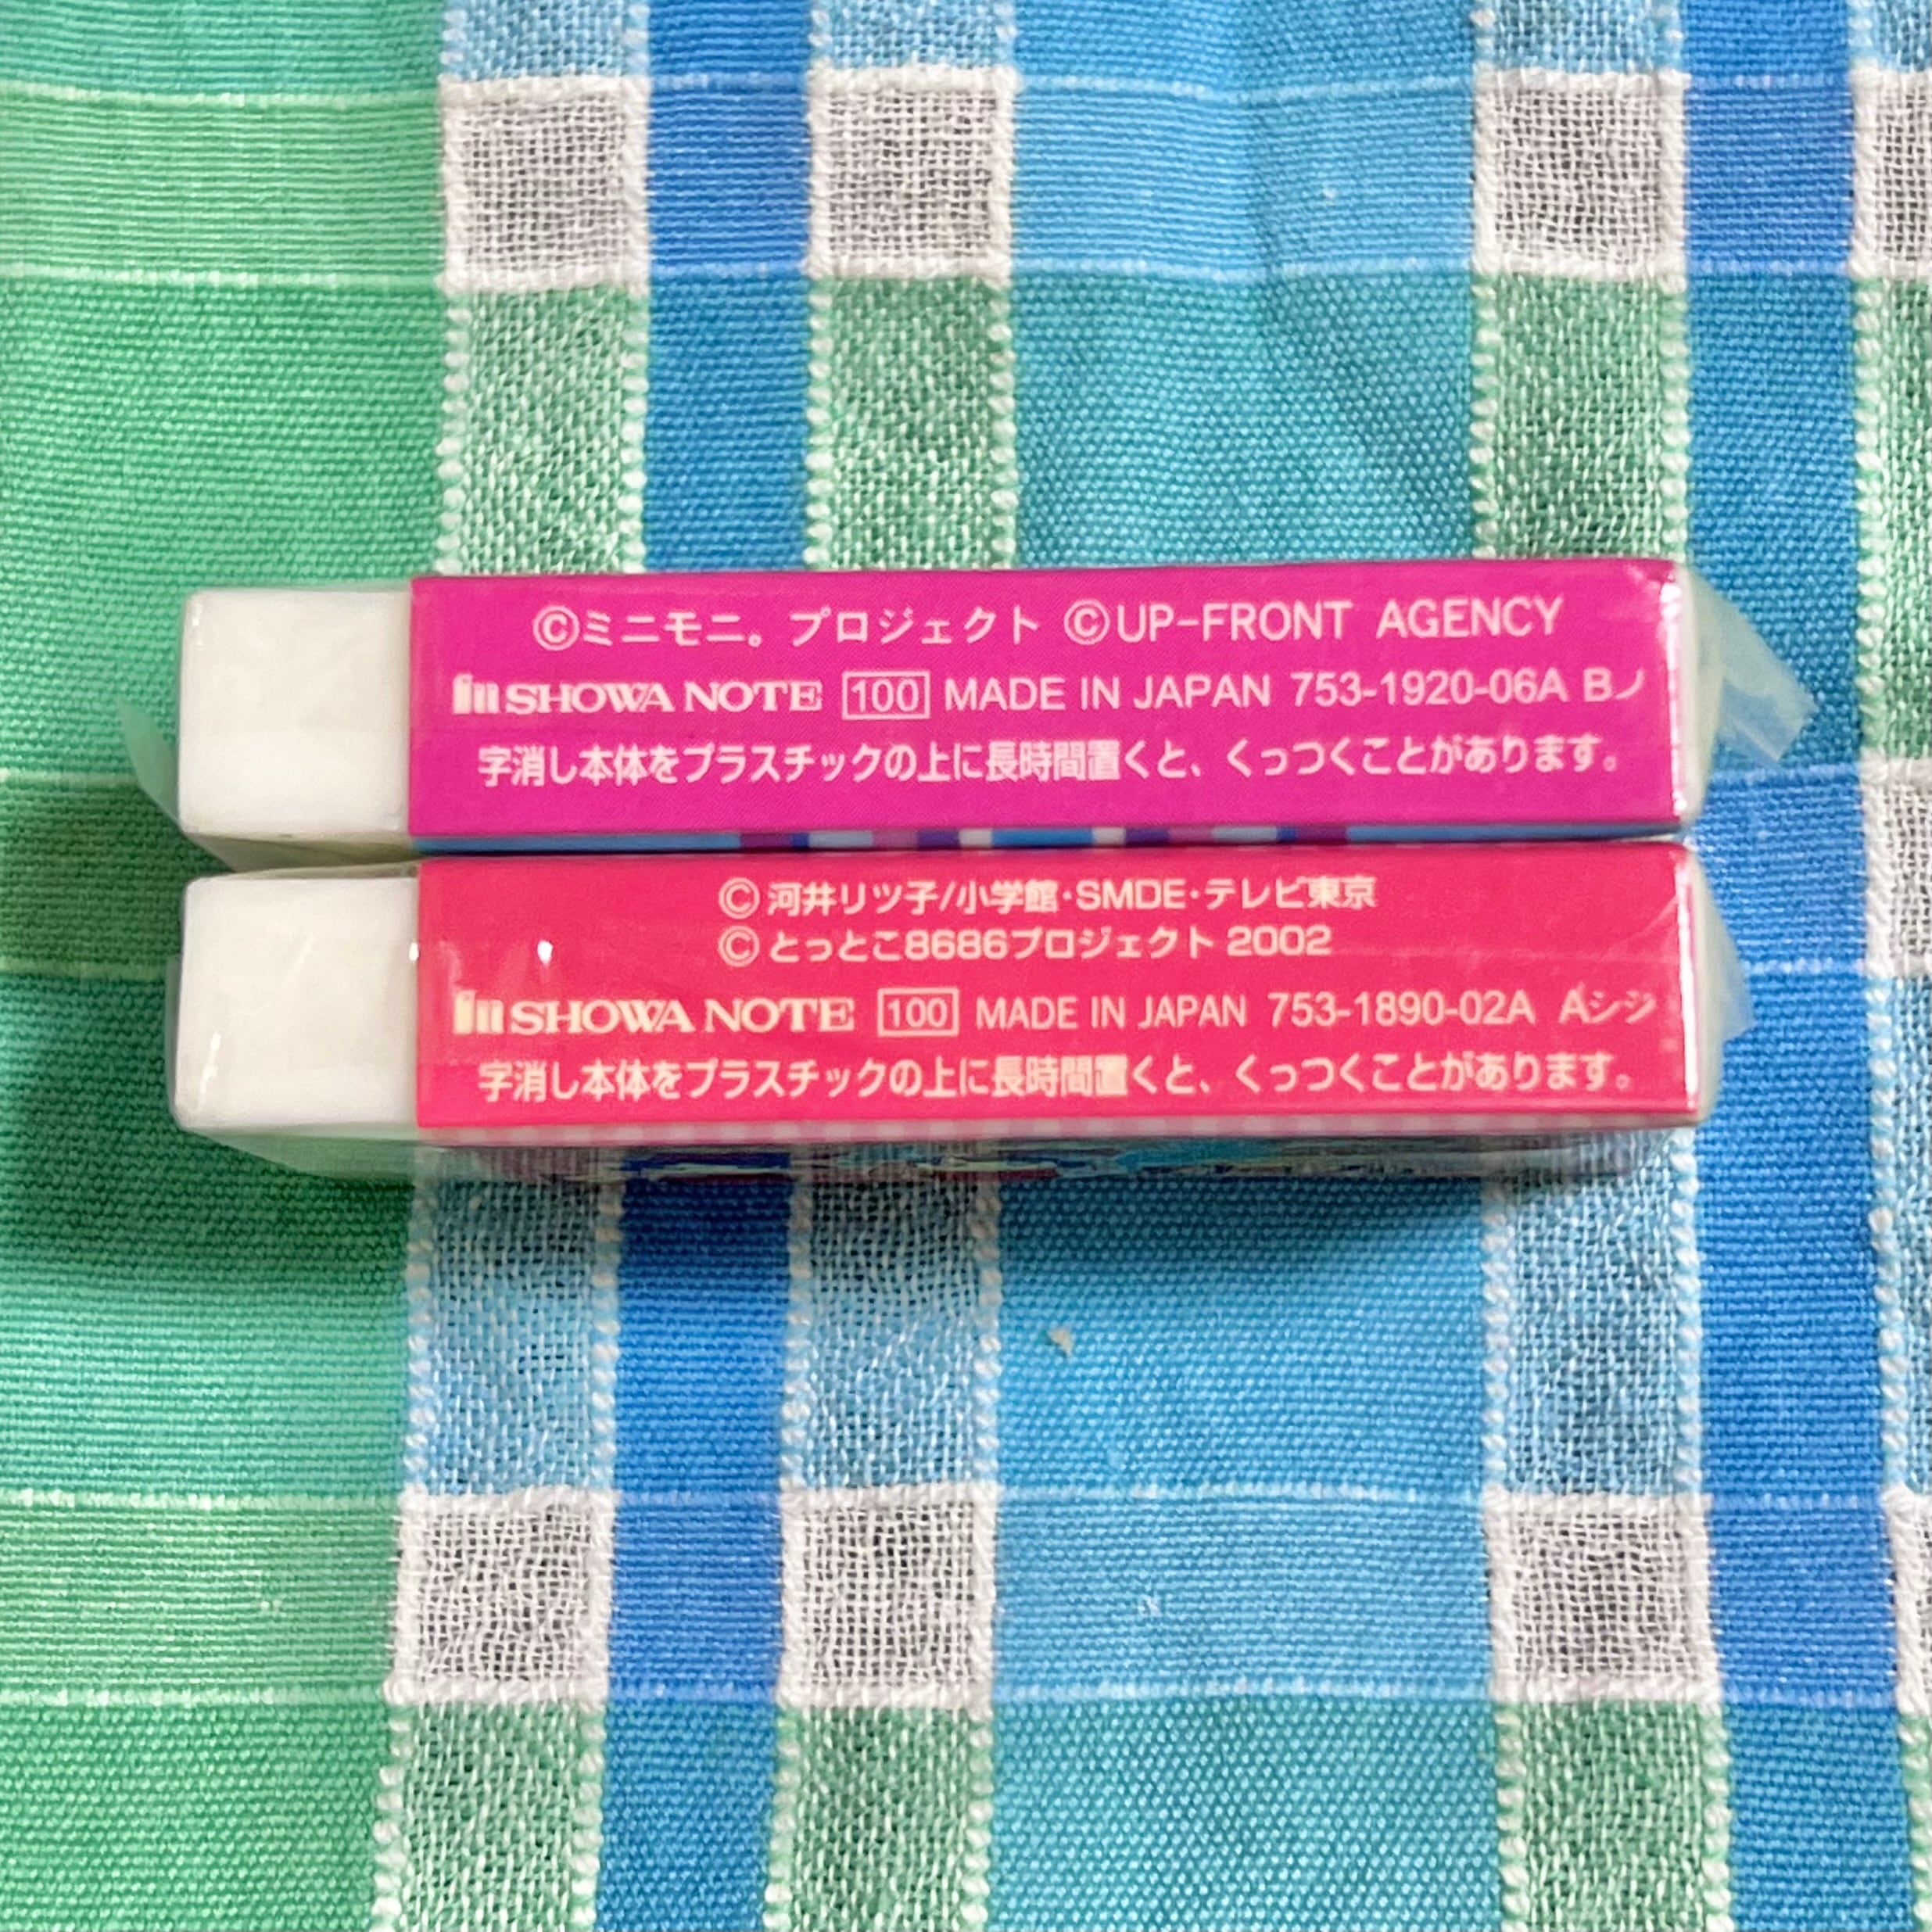 ©ミニモニ。プロジェクト ©UP-FRONT AGENCY
SHOWA NOTE 100 MADE IN JAPAN 753-1920-06A Bノ
字消し本体をプラスチックの上に長時間置くと、くっつくことがあります。
© 河井リツ子/小学館・SMDE・テレビ東京
© とっとこ8686プロジェクト 2002
SHOWA NOTE 100 MADE IN JAPAN 753-1890-02A Aシジ
字消し本体をプラスチックの上に長時間置くと、くっつくことがあります。